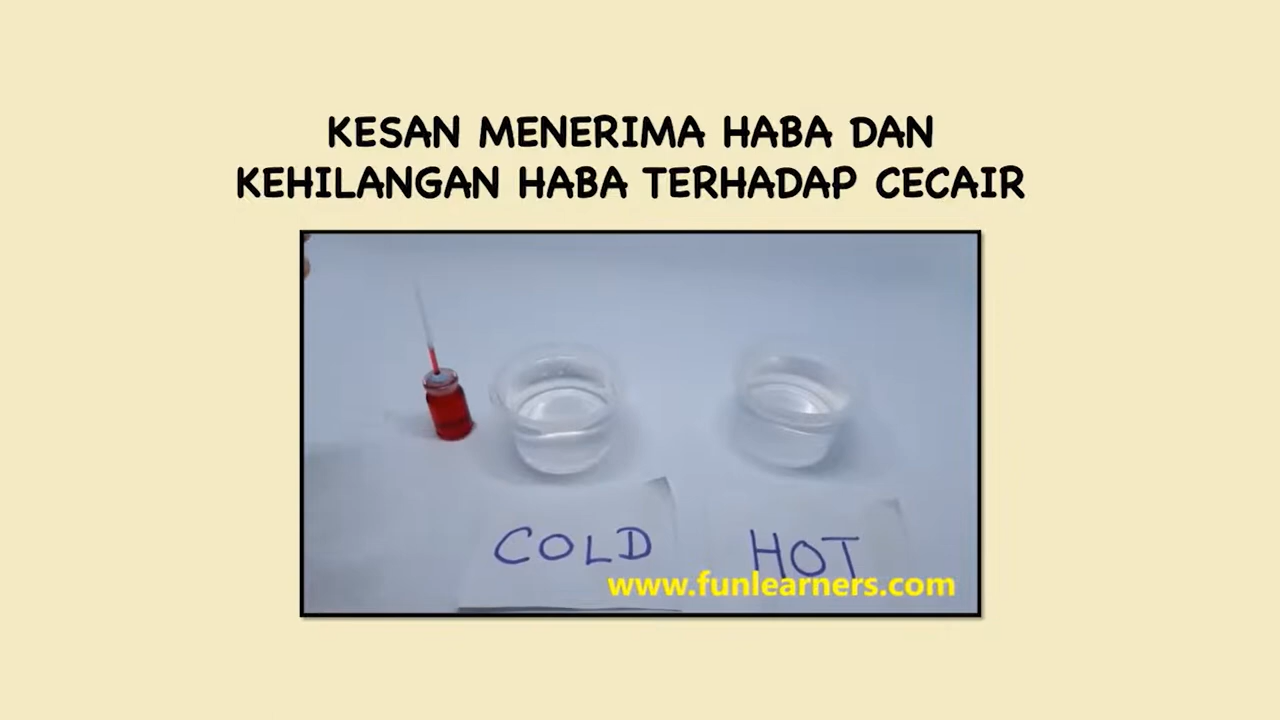 KESAN MENERIMA HABA DAN
KEHILANGAN HABA TERHADAP CECAIR
COLD
HOT
www.funlearners.com